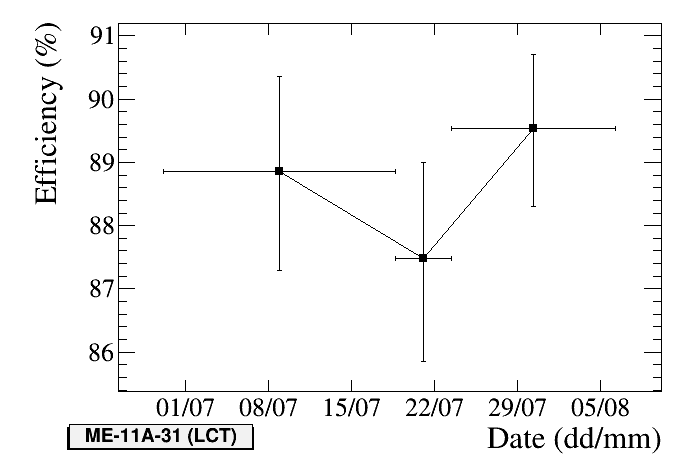 Efficiency (%)
91
90
89
88
87
86
01/07 08/07 15/07 22/07 29/07 05/08
ME-11A-31 (LCT)
Date (dd/mm)